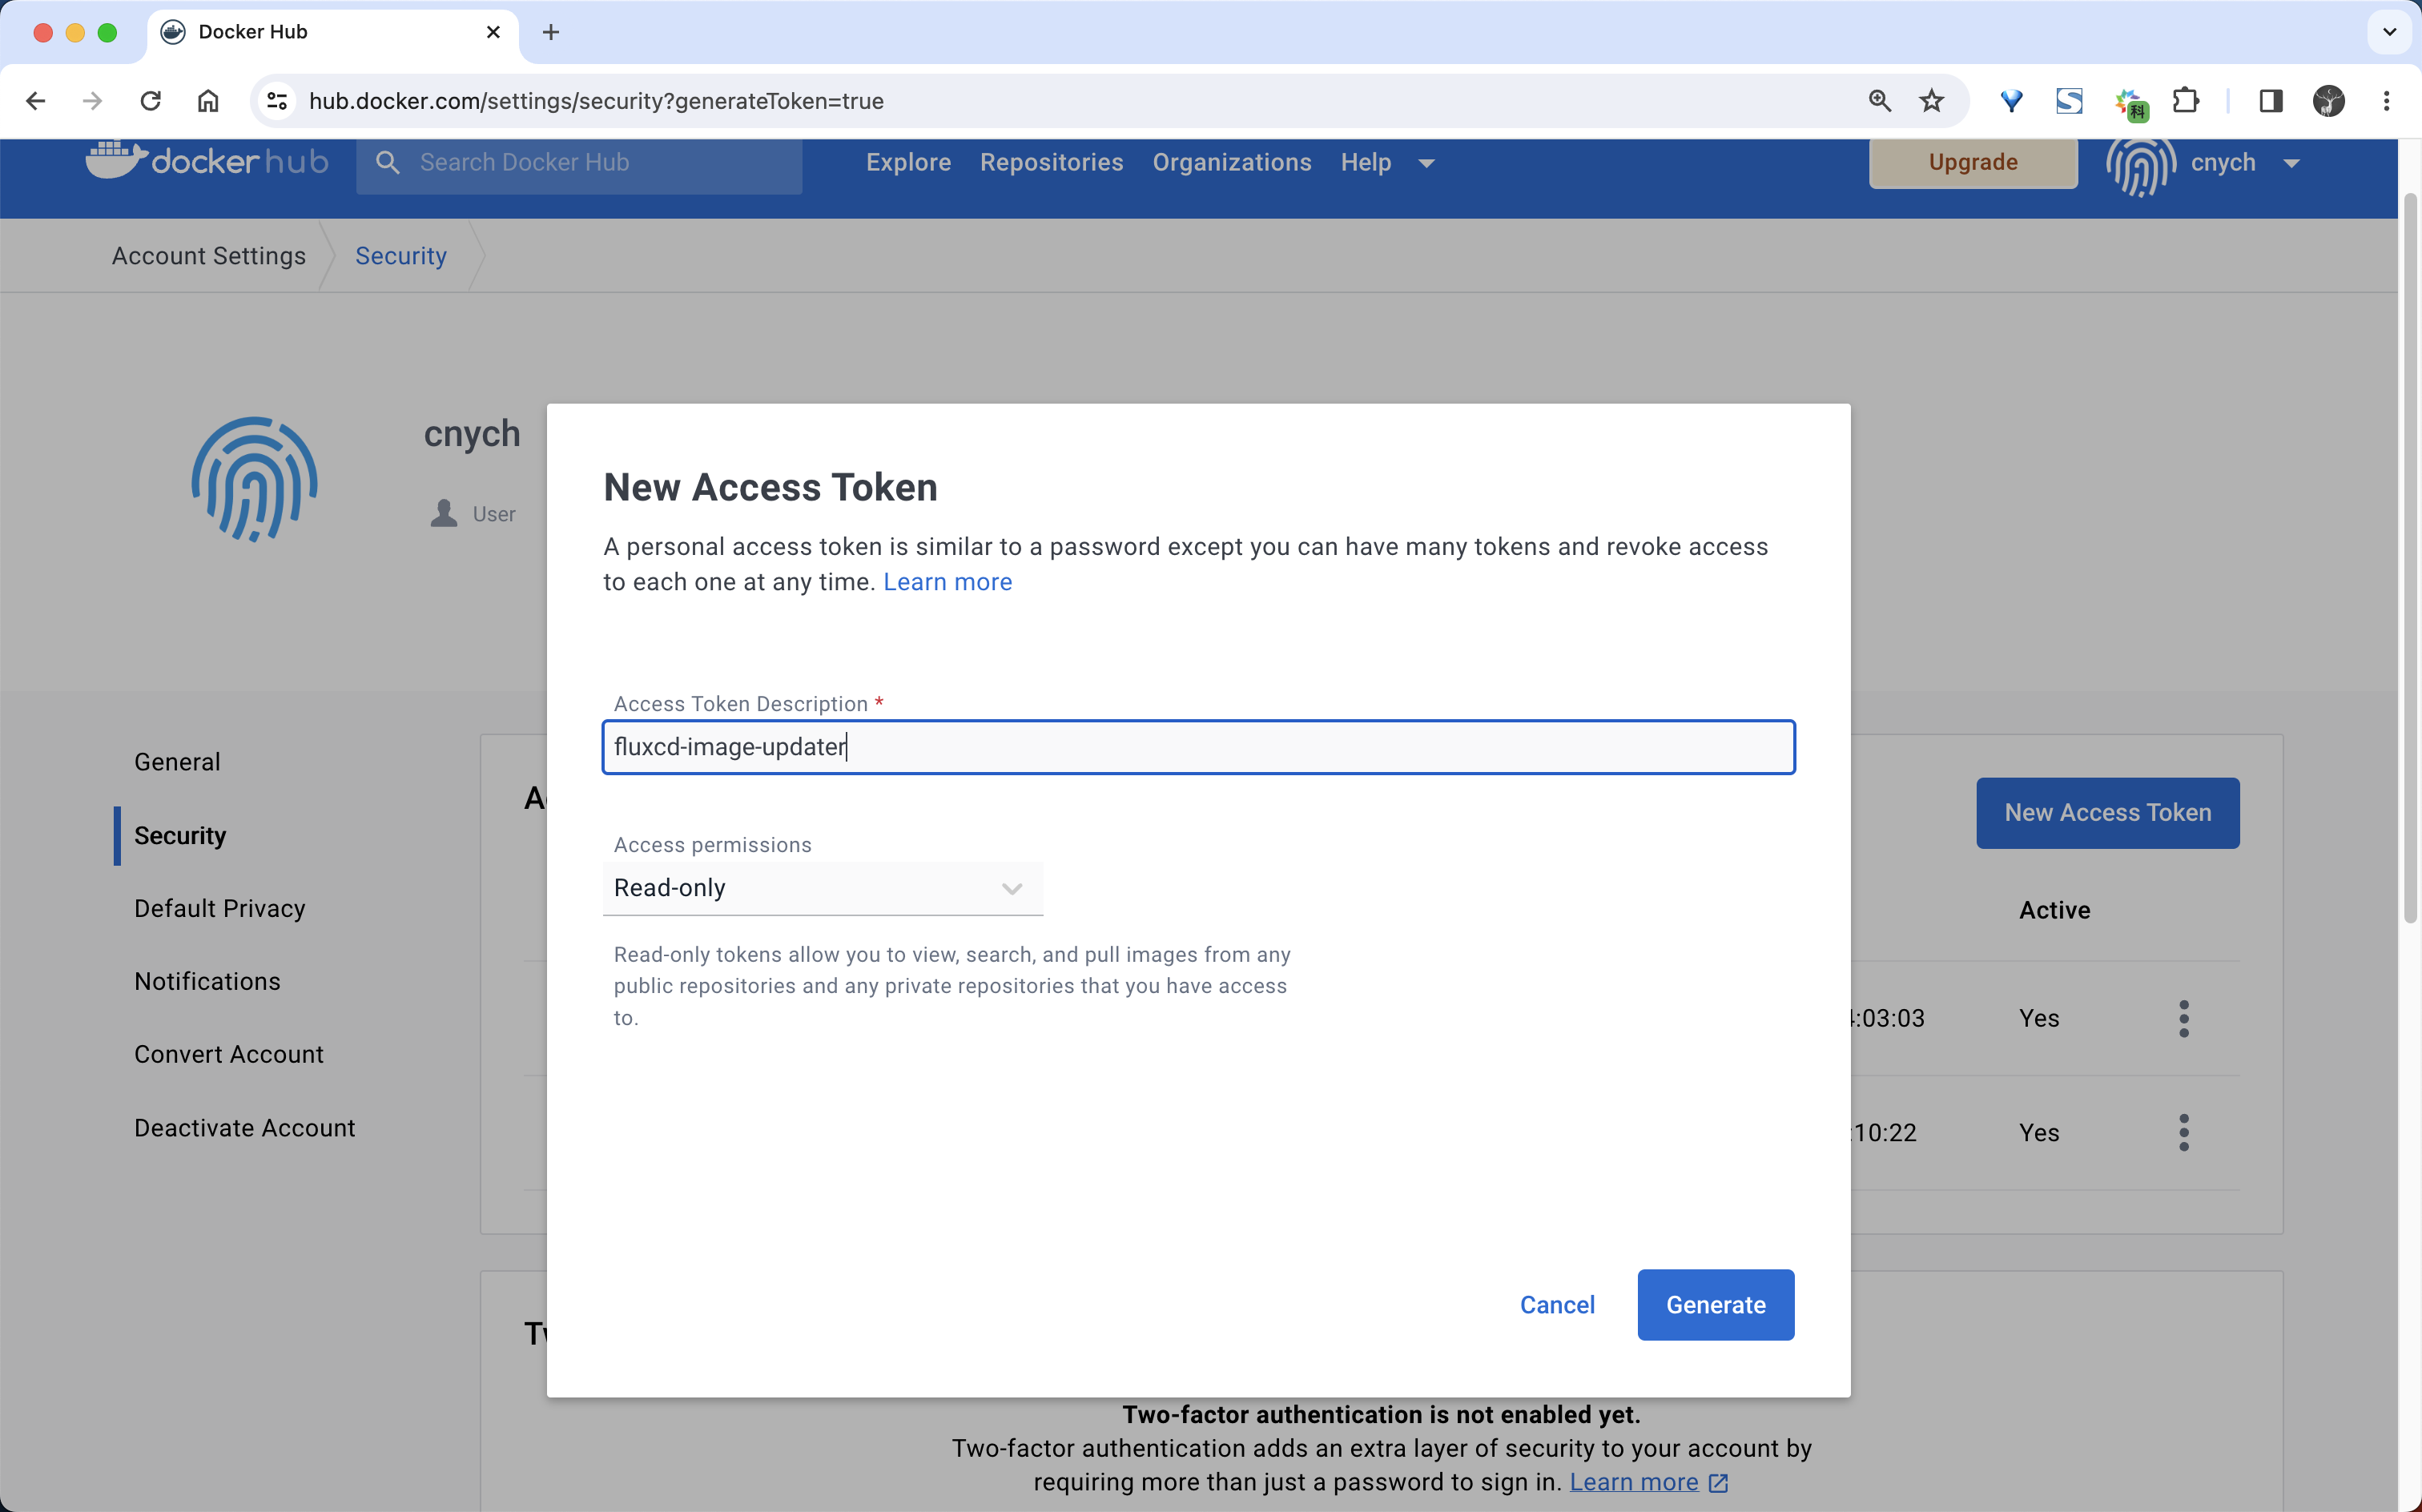 Docker Hub
hub.docker.com/settings/security?generateToken=true
科
docker hub
Search Docker Hub
Explore
Repositories
Organizations
Help
Upgrade
cnych
Account Settings
Security
cnych
User
New Access Token
A personal access token is similar to a password except you can have many tokens and revoke access
to each one at any time. Learn more
Access Token Description *
fluxcd-image-updater
Access permissions
Read-only
Read-only tokens allow you to view, search, and pull images from any
public repositories and any private repositories that you have access
to.
Cancel
Generate
General
Security
Default Privacy
Notifications
Convert Account
Deactivate Account
New Access Token
Active
:03:03
Yes
:10:22
Yes
Two-factor authentication is not enabled yet.
Two-factor authentication adds an extra layer of security to your account by
requiring more than just a password to sign in. Learn more